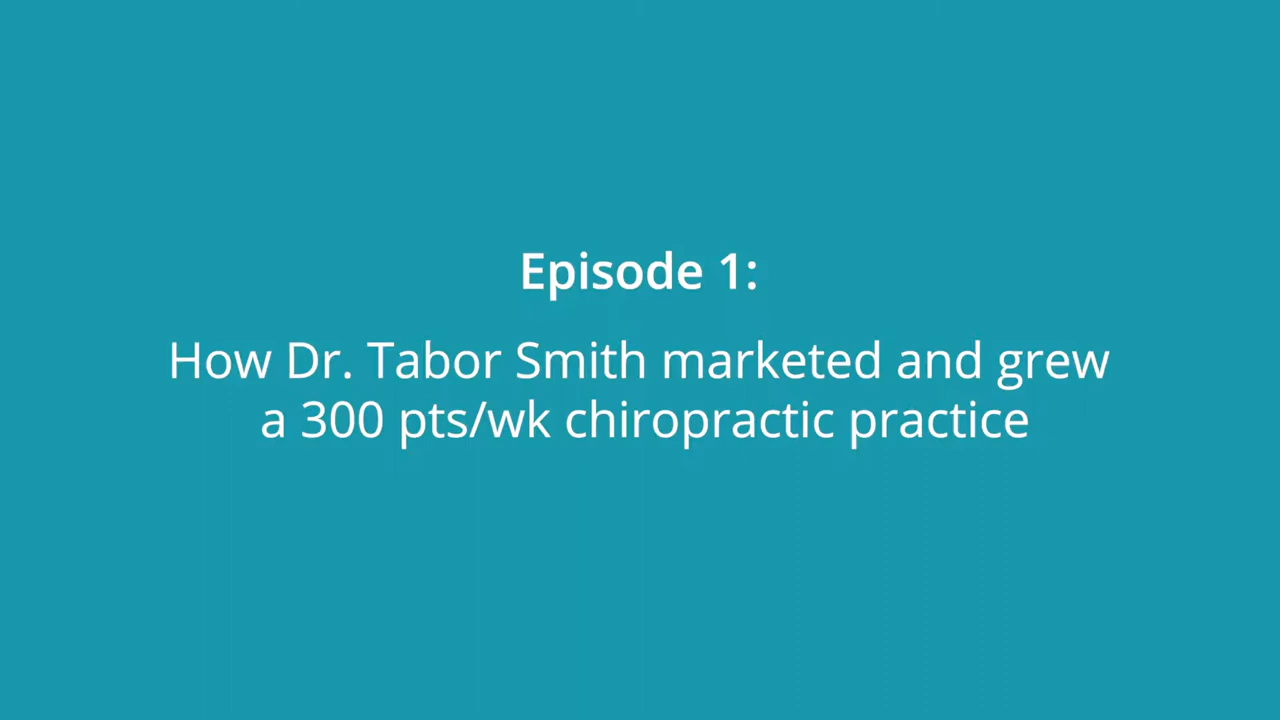 Episode 1:
How Dr. Tabor Smith marketed and grew
a 300 pts/wk chiropractic practice